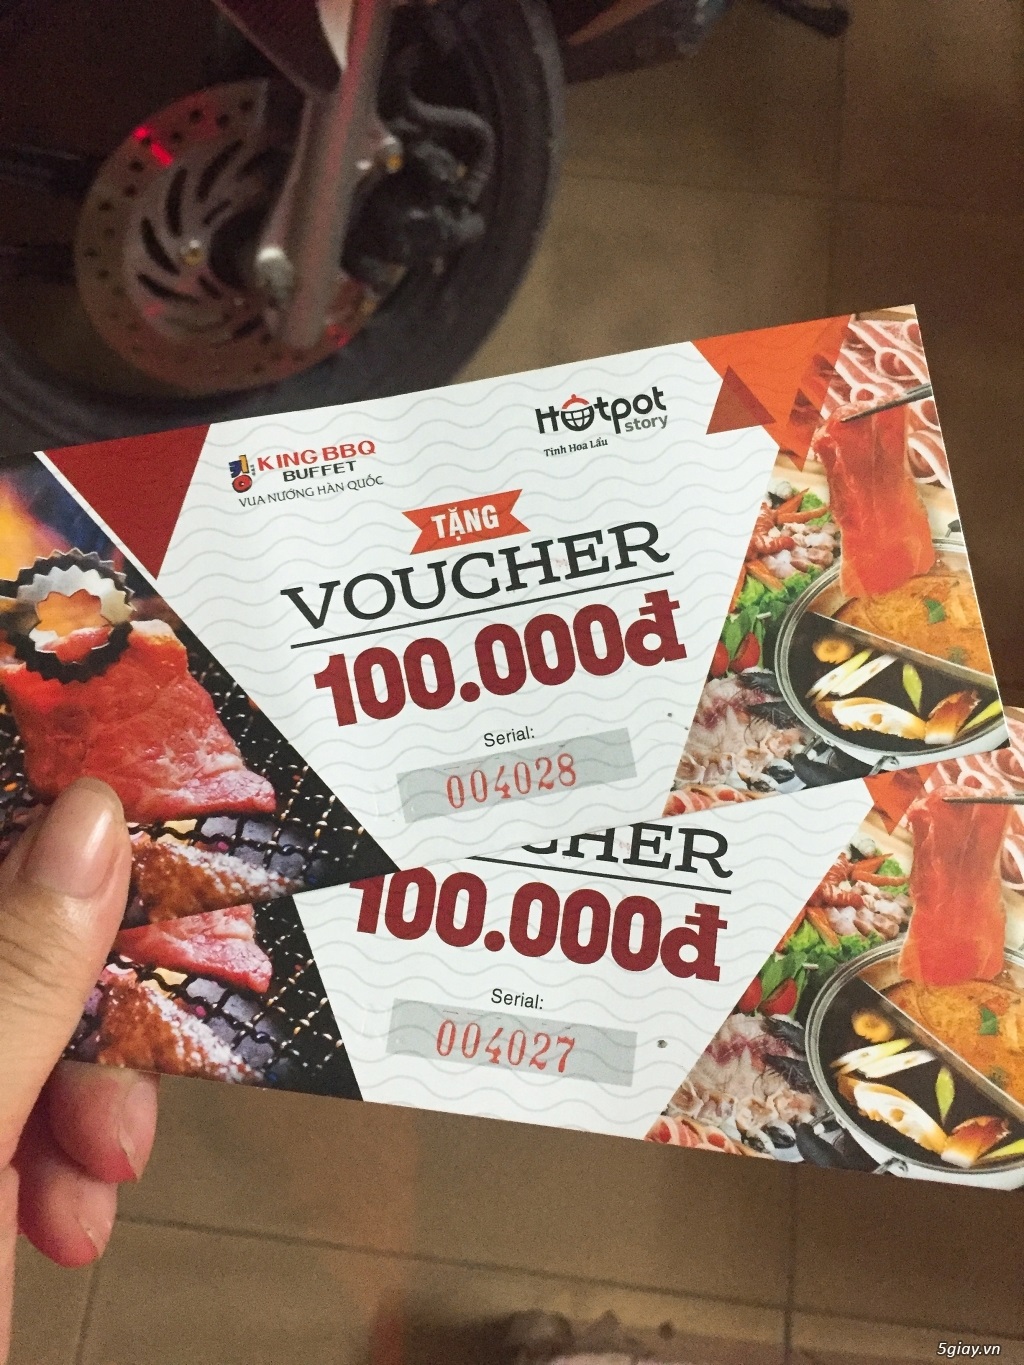 KING BBQ
BUFFET
VUA NƯỚNG HÀN QUỐC
Hotpot
story
Tinh Hoa Lẩu
TẶNG
VOUCHER
100.000đ
Serial:
004028
CHER
100.000đ
Serial:
004027
5giay.vn